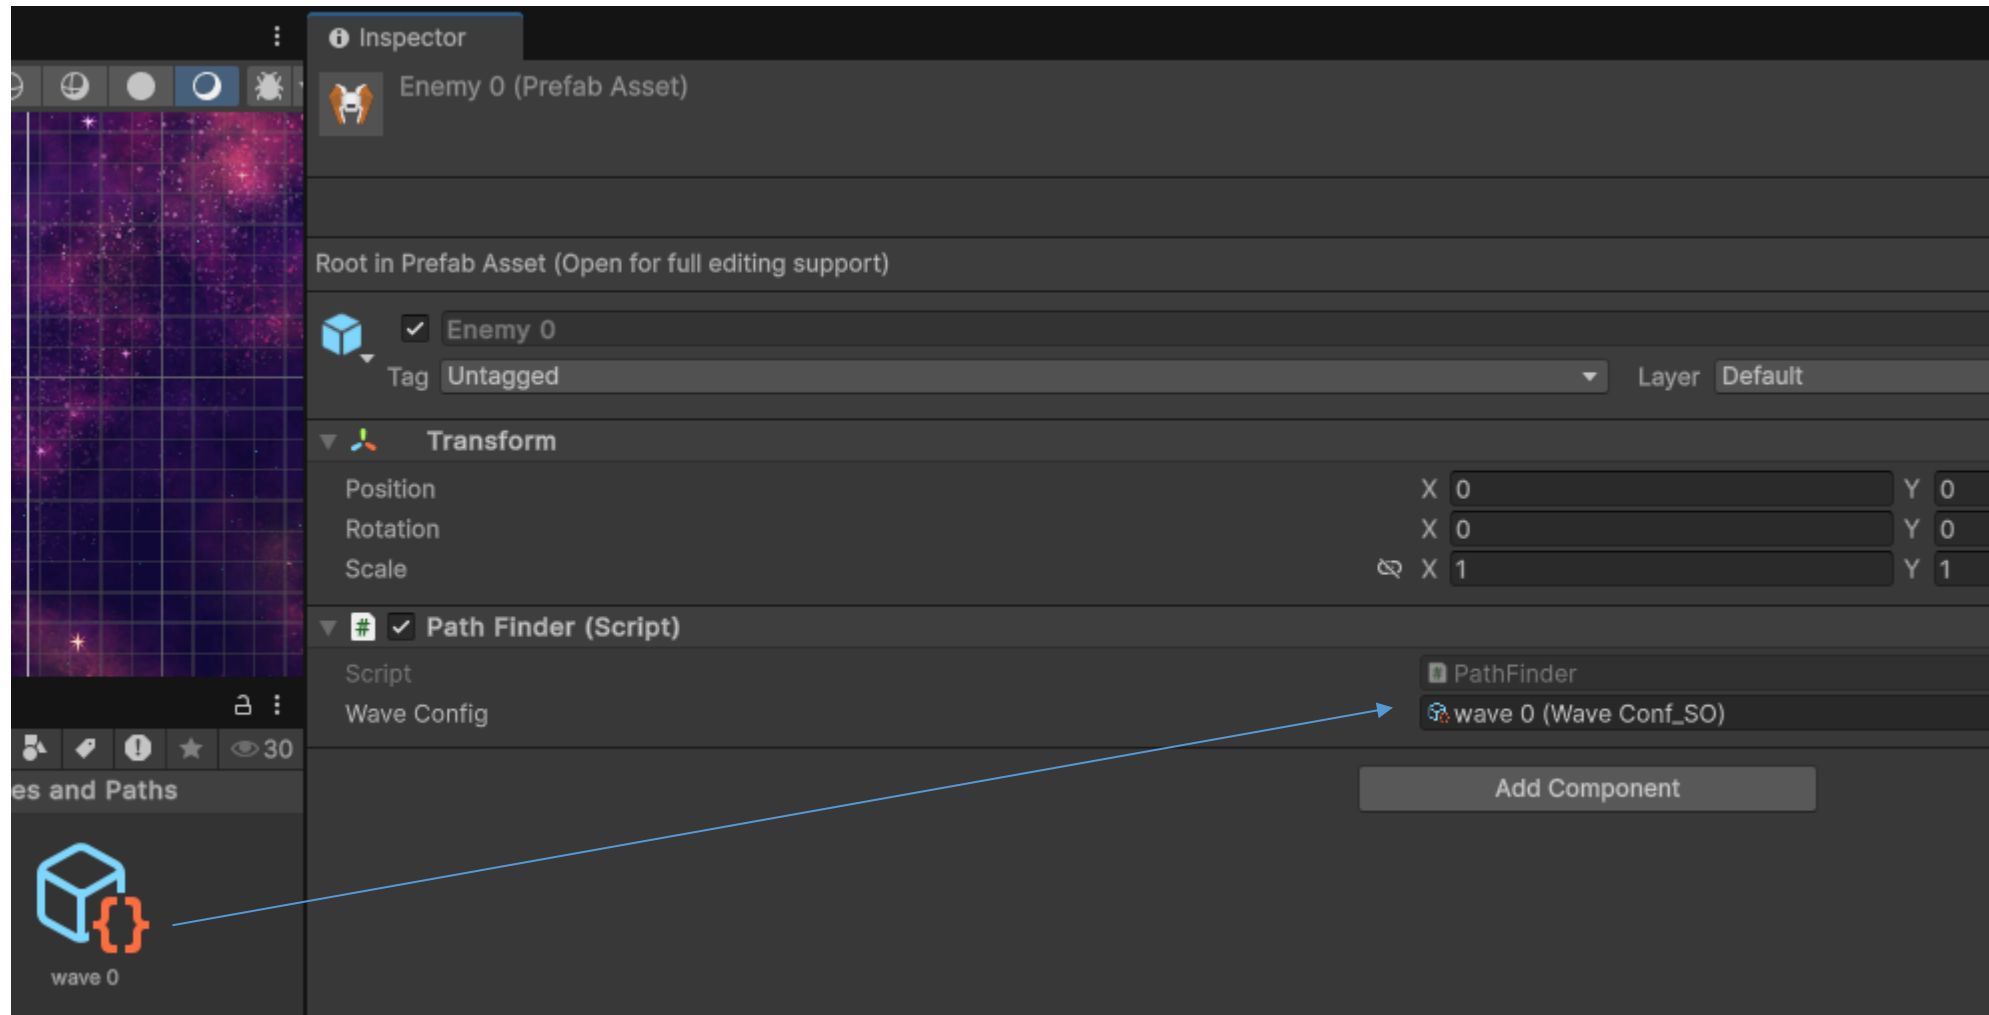 Inspector
Enemy 0 (Prefab Asset)
Root in Prefab Asset (Open for full editing support)
Enemy 0
Tag Untagged Layer Default
Transform
Position X 0 Y 0
Rotation X 0 Y 0
Scale X 1 Y 1
# Path Finder (Script)
Script # PathFinder
Wave Config wave 0 (Wave Conf_SO)
Add Component
30
es and Paths
{}
wave 0